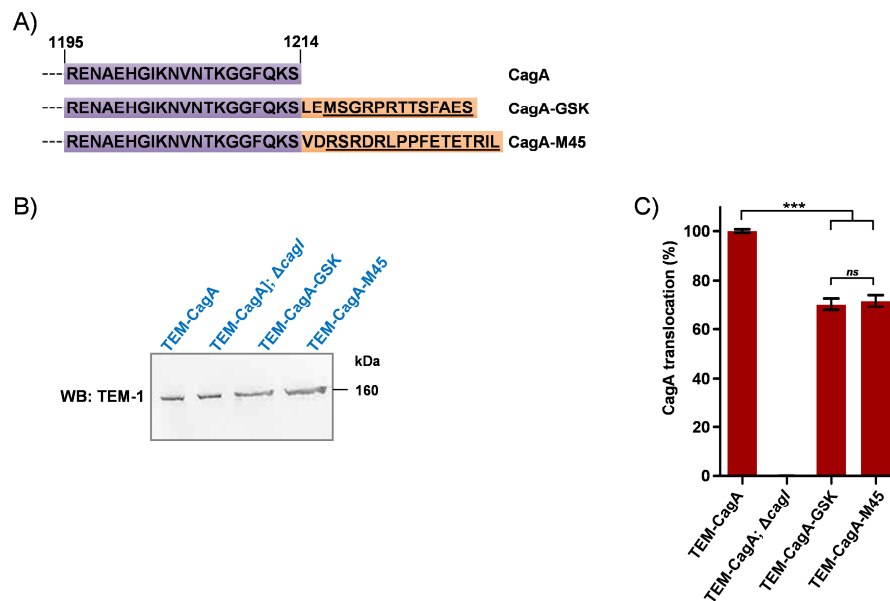 A)
1195 1214
--- RENAEHGIKNVNTKGGFQKS CagA
--- RENAEHGIKNVNTKGGFQKSLEMSGRPRTTSFAES CagA-GSK
--- RENAEHGIKNVNTKGGFQKSVDRSRDRLPPFETETRIL CagA-M45
B)
TEM-CagA
TEM-CagA]; ΔcagI
TEM-CagA-GSK
TEM-CagA-M45
kDa
WB: TEM-1
160
C)
CagA translocation (%)
***
ns
100
80
60
40
20
0
TEM-CagA
TEM-CagA; ΔcagI
TEM-CagA-GSK
TEM-CagA-M45